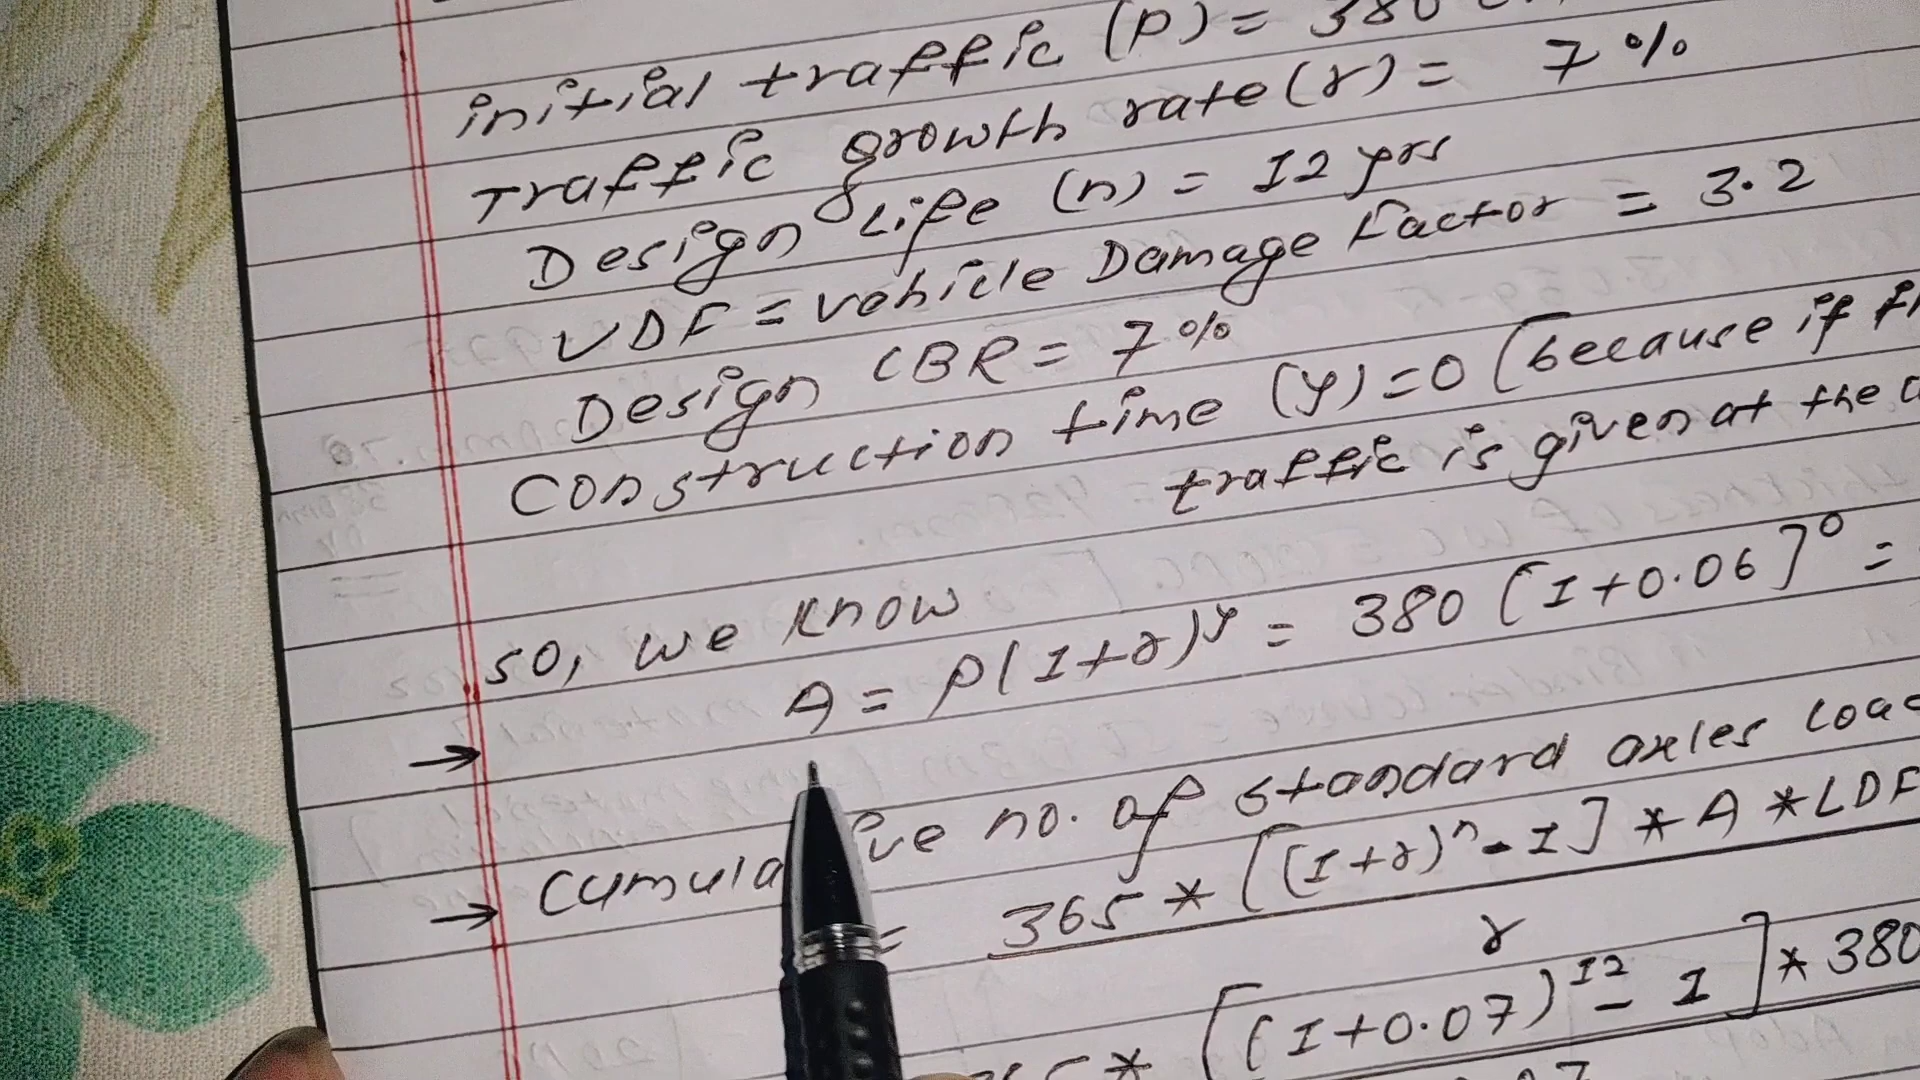 initial traffic (P) = 380
Traffic growth rate (r) = 7%
Design Life (n) = 12 yrs
VDF = vehicle Damage Factor = 3.2
Design CBR = 7%
Construction time (y) = 0 (because if
traffic is given at the
so, we know
A = P(1+r)^y = 380 [1+0.06]^0 =
→
→ Cumula ive no. of standard axles
= 365 * [(1+r)^n - 1] * A * LDF
r
* [(1+0.07)^12 - 1] * 380